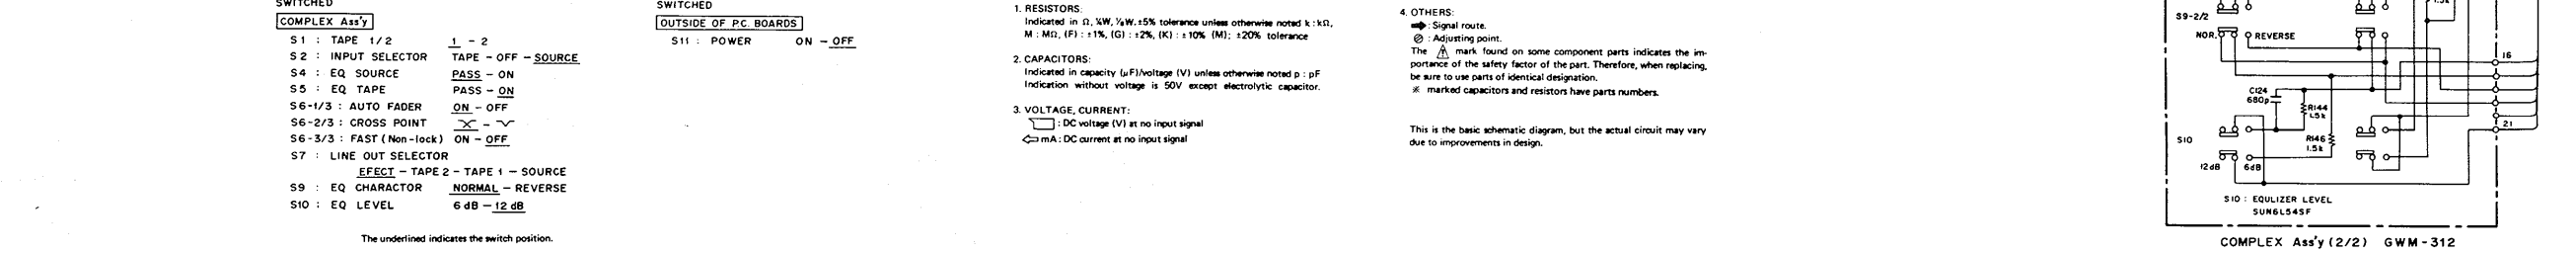 SWITCHED
COMPLEX Ass'y
S1 : TAPE 1/2 1 - 2
S2 : INPUT SELECTOR TAPE - OFF - SOURCE
S4 : EQ SOURCE PASS - ON
S5 : EQ TAPE PASS - ON
S6-1/3 : AUTO FADER ON - OFF
S6-2/3 : CROSS POINT -
S6-3/3 : FAST (Non-lock) ON - OFF
S7 : LINE OUT SELECTOR
EFECT - TAPE 2 - TAPE 1 - SOURCE
S9 : EQ CHARACTOR NORMAL - REVERSE
S10 : EQ LEVEL 6 dB - 12 dB
The underlined indicates the switch position.
SWITCHED
OUTSIDE OF P.C. BOARDS
S11 : POWER ON - OFF
1. RESISTORS:
Indicated in Ω, ¼W, ⅛W, ±5% tolerance unless otherwise noted k : kΩ,
M : MΩ, (F) : ±1%, (G) : ±2%, (K) : ±10% (M); ±20% tolerance
2. CAPACITORS:
Indicated in capacity (μF)/voltage (V) unless otherwise noted p : pF
Indication without voltage is 50V except electrolytic capacitor.
3. VOLTAGE, CURRENT:
: DC voltage (V) at no input signal
mA : DC current at no input signal
4. OTHERS:
: Signal route.
: Adjusting point.
The ⚠ mark found on some component parts indicates the im-
portance of the safety factor of the part. Therefore, when replacing,
be sure to use parts of identical designation.
※ marked capacitors and resistors have parts numbers.
This is the basic schematic diagram, but the actual circuit may vary
due to improvements in design.
S9-2/2
NOR. REVERSE
16
C124
680p
R144
1.5k
21
S10
R146
1.5k
12dB 6dB
S10 : EQULIZER LEVEL
SUN6L54SF
COMPLEX Ass'y (2/2) GWM-312